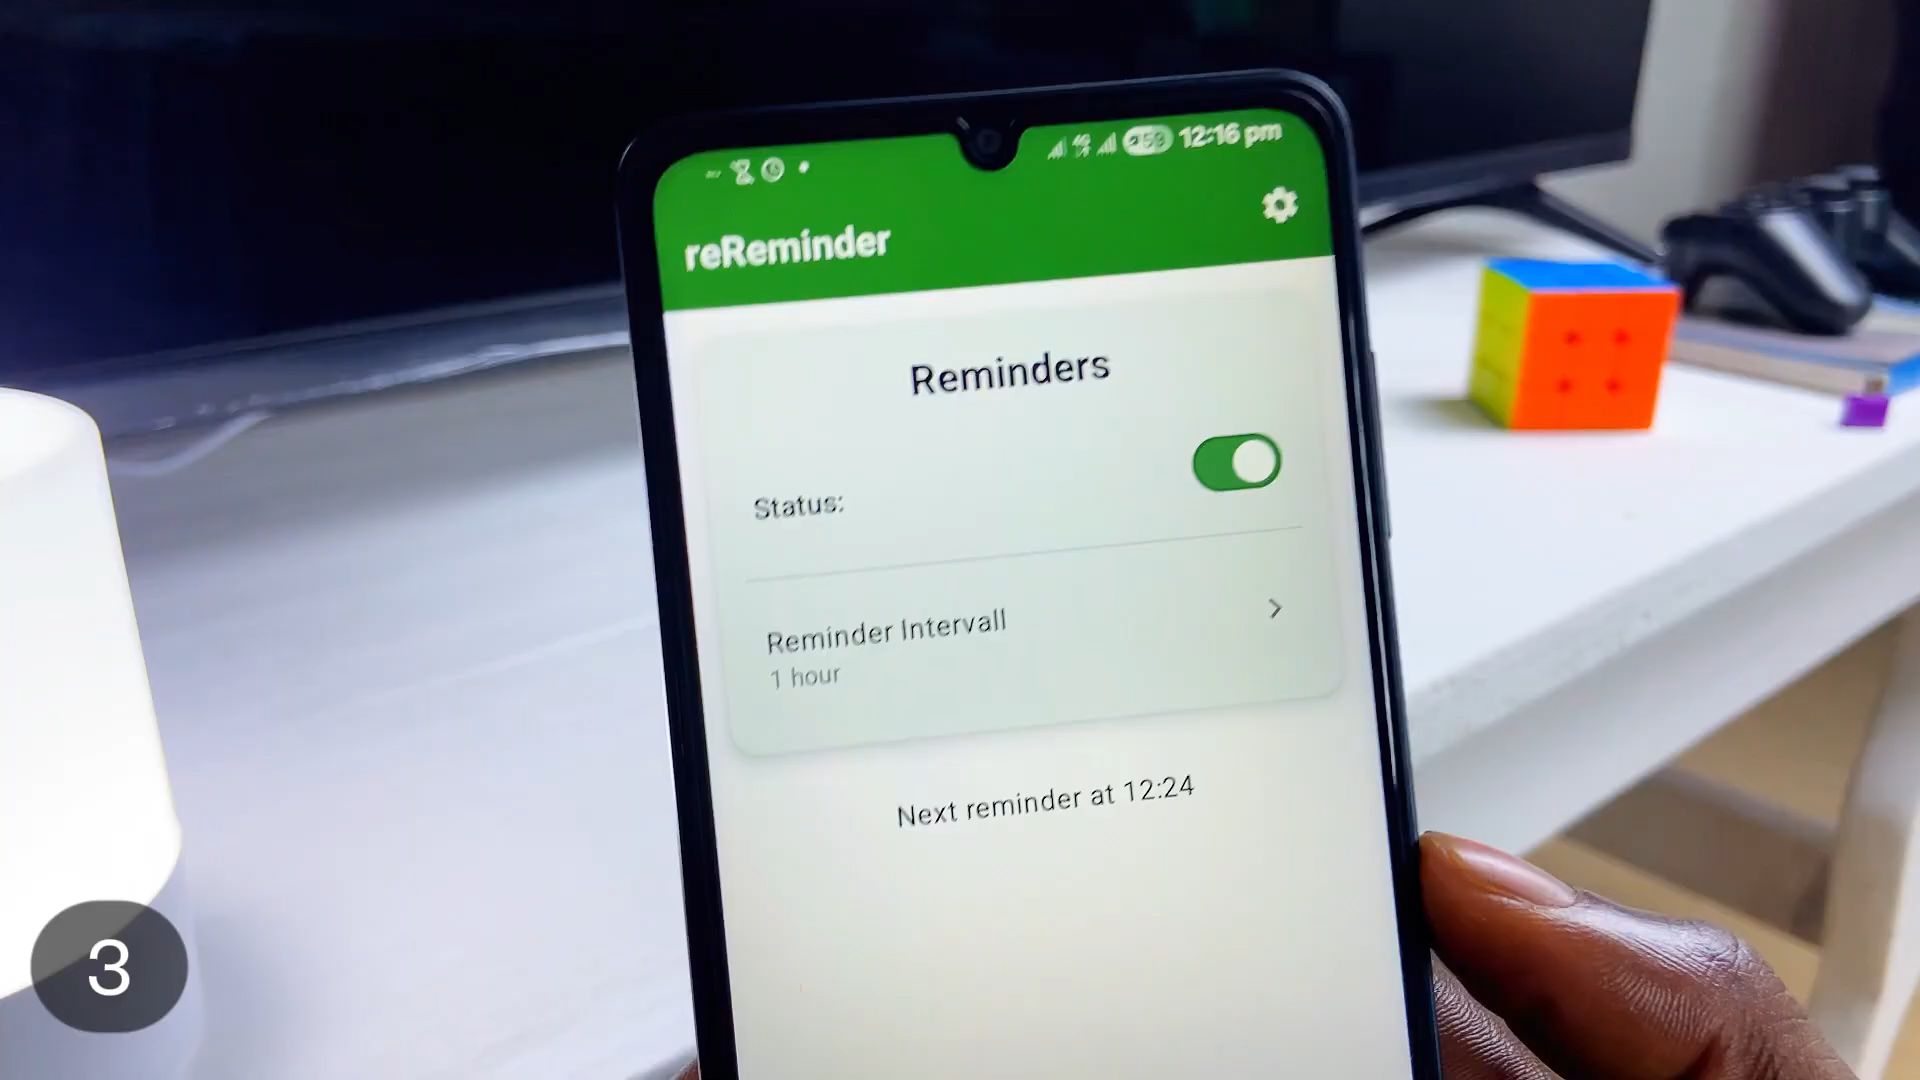 12:16 pm
reReminder
Reminders
Status:
Reminder Intervall
1 hour
Next reminder at 12:24
3